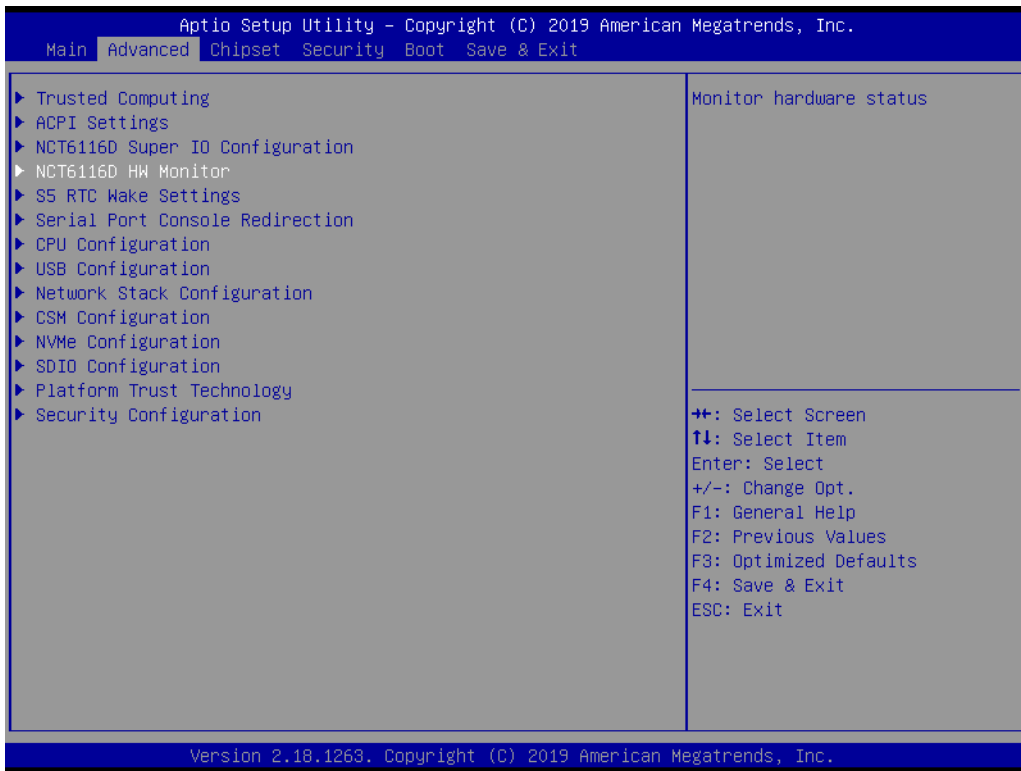 Aptio Setup Utility – Copyright (C) 2019 American Megatrends, Inc.
Main Advanced Chipset Security Boot Save & Exit
▶ Trusted Computing
▶ ACPI Settings
▶ NCT6116D Super IO Configuration
▶ NCT6116D HW Monitor
▶ S5 RTC Wake Settings
▶ Serial Port Console Redirection
▶ CPU Configuration
▶ USB Configuration
▶ Network Stack Configuration
▶ CSM Configuration
▶ NVMe Configuration
▶ SDIO Configuration
▶ Platform Trust Technology
▶ Security Configuration
Monitor hardware status
→←: Select Screen
↑↓: Select Item
Enter: Select
+/-: Change Opt.
F1: General Help
F2: Previous Values
F3: Optimized Defaults
F4: Save & Exit
ESC: Exit
Version 2.18.1263. Copyright (C) 2019 American Megatrends, Inc.